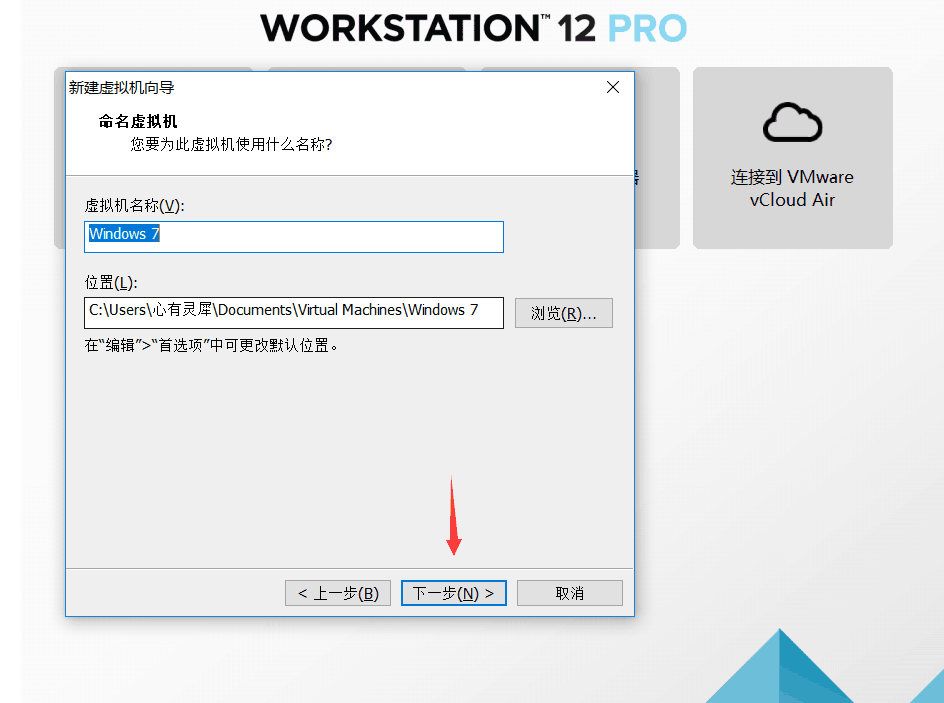 WORKSTATION™ 12 PRO
新建虚拟机向导
命名虚拟机
您要为此虚拟机使用什么名称?
连接到 VMware
vCloud Air
虚拟机名称(V):
Windows 7
位置(L):
C:\Users\心有灵犀\Documents\Virtual Machines\Windows 7
浏览(R)...
在“编辑”>“首选项”中可更改默认位置。
< 上一步(B)
下一步(N) >
取消